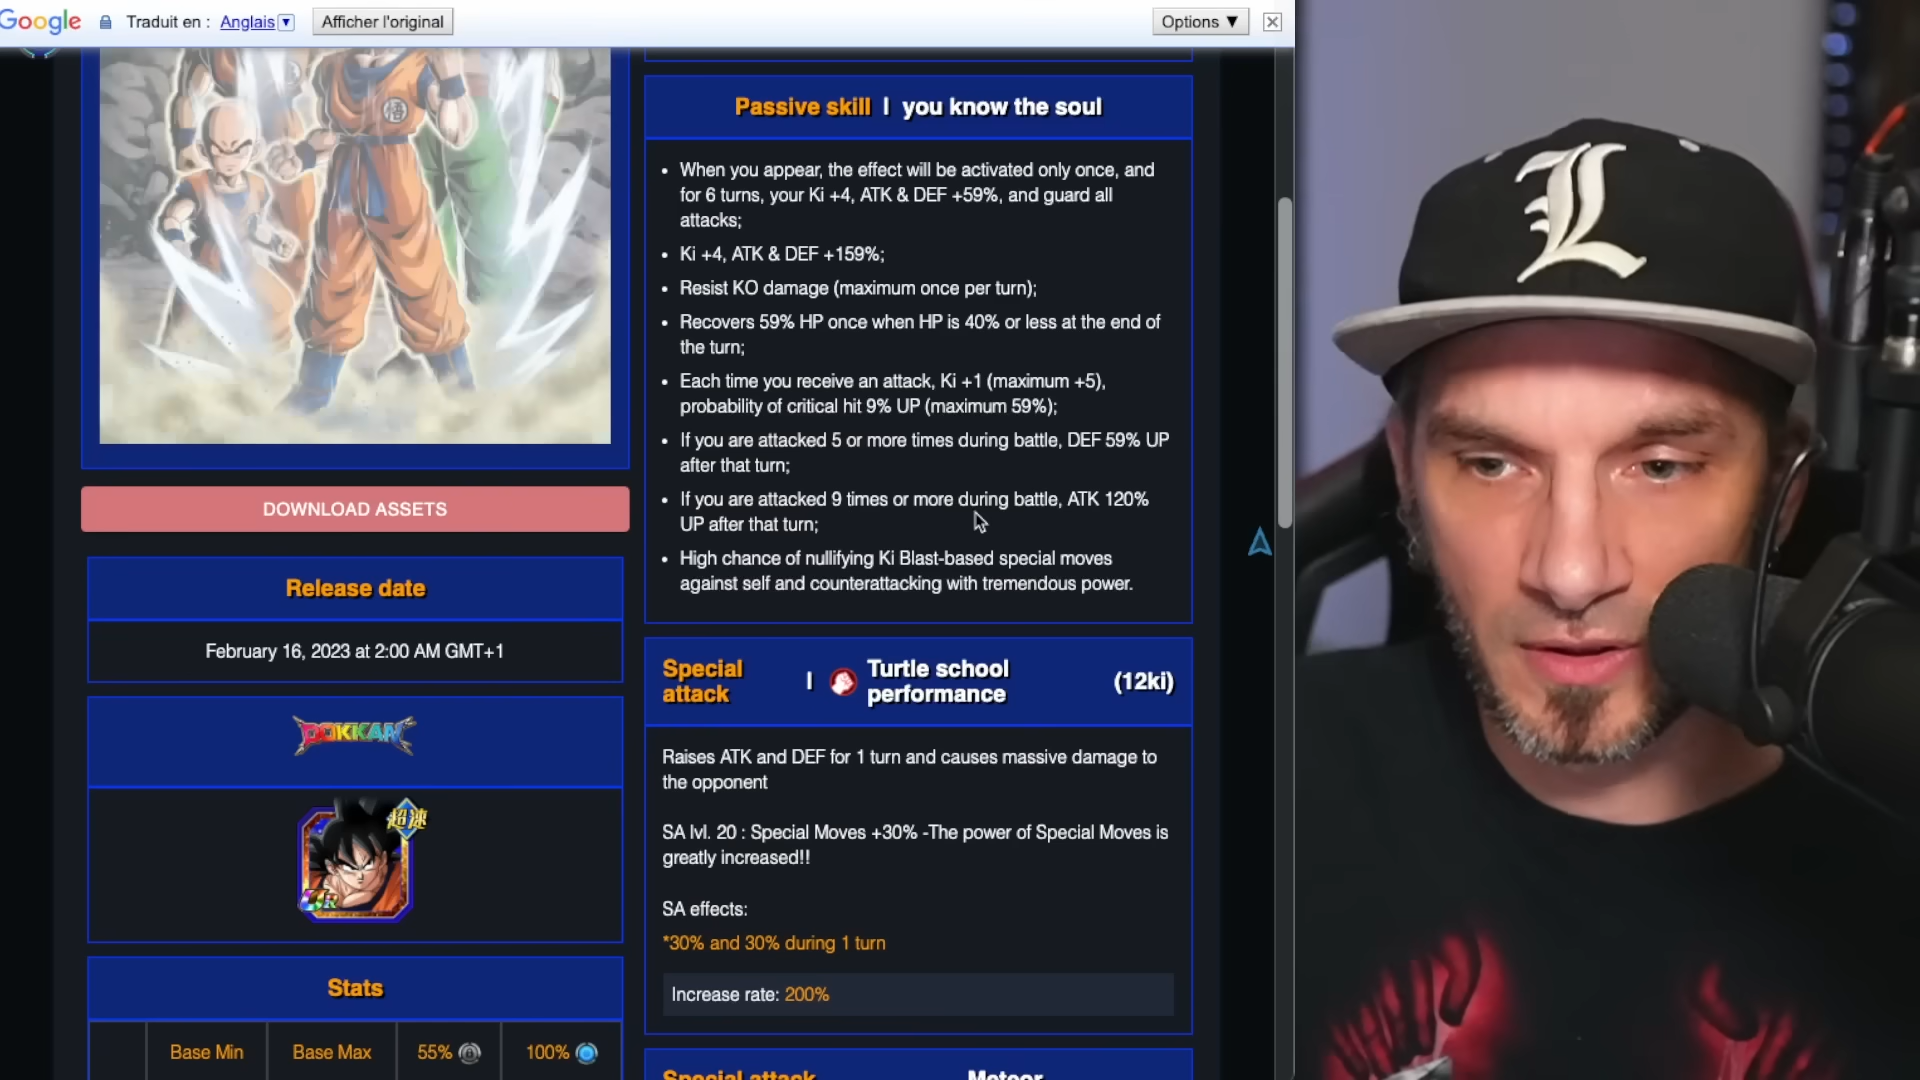 Google Traduit en : Anglais ▼ Afficher l'original Options ▼
悟
DOWNLOAD ASSETS
Release date
February 16, 2023 at 2:00 AM GMT+1
DOKKAN
超速
UR
Stats
Base Min Base Max 55% 100%
Passive skill | you know the soul
• When you appear, the effect will be activated only once, and
for 6 turns, your Ki +4, ATK & DEF +59%, and guard all
attacks;
• Ki +4, ATK & DEF +159%;
• Resist KO damage (maximum once per turn);
• Recovers 59% HP once when HP is 40% or less at the end of
the turn;
• Each time you receive an attack, Ki +1 (maximum +5),
probability of critical hit 9% UP (maximum 59%);
• If you are attacked 5 or more times during battle, DEF 59% UP
after that turn;
• If you are attacked 9 times or more during battle, ATK 120%
UP after that turn;
• High chance of nullifying Ki Blast-based special moves
against self and counterattacking with tremendous power.
Special
attack | Turtle school
performance (12ki)
Raises ATK and DEF for 1 turn and causes massive damage to
the opponent
SA lvl. 20 : Special Moves +30% -The power of Special Moves is
greatly increased!!
SA effects:
*30% and 30% during 1 turn
Increase rate: 200%
Special attack Meteor
L